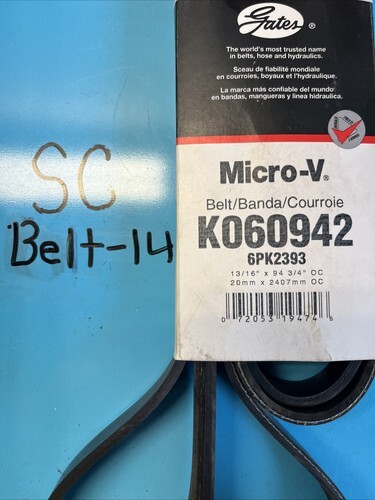 Gates®
The world's most trusted name
in belts, hose and hydraulics.
Sceau de fiabilité mondiale
en courroies, boyaux et l'hydraulique.
La marca más confiable del mundo
en bandas, mangueras y linea hidraulica.
Micro-V®
Belt/Banda/Courroie
K060942
6PK2393
13/16" x 94 3/4" OC
20mm x 2407mm OC
0 72053 19474 6
SC
Belt-14